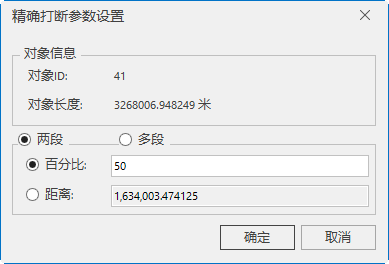 精确打断参数设置
对象信息
对象ID: 41
对象长度: 3268006.948249 米
两段 多段
百分比: 50
距离: 1,634,003.474125
确定 取消